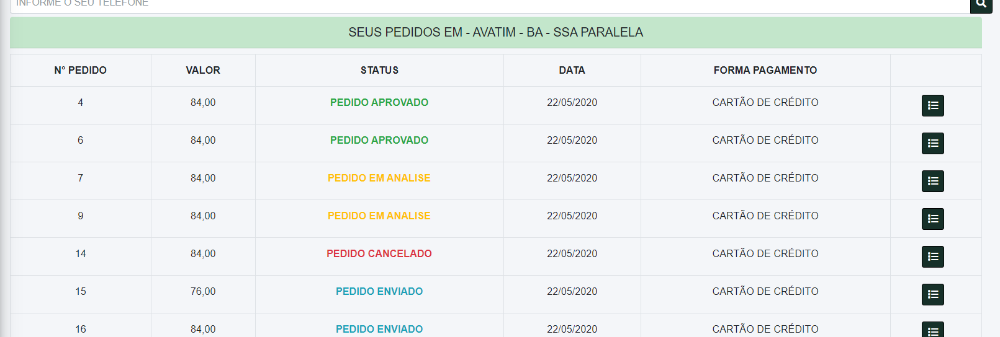 INFORME O SEU TELEFONE
SEUS PEDIDOS EM - AVATIM - BA - SSA PARALELA
N° PEDIDO VALOR STATUS DATA FORMA PAGAMENTO
4 84,00 PEDIDO APROVADO 22/05/2020 CARTÃO DE CRÉDITO
6 84,00 PEDIDO APROVADO 22/05/2020 CARTÃO DE CRÉDITO
7 84,00 PEDIDO EM ANALISE 22/05/2020 CARTÃO DE CRÉDITO
9 84,00 PEDIDO EM ANALISE 22/05/2020 CARTÃO DE CRÉDITO
14 84,00 PEDIDO CANCELADO 22/05/2020 CARTÃO DE CRÉDITO
15 76,00 PEDIDO ENVIADO 22/05/2020 CARTÃO DE CRÉDITO
16 84,00 PEDIDO ENVIADO 22/05/2020 CARTÃO DE CRÉDITO